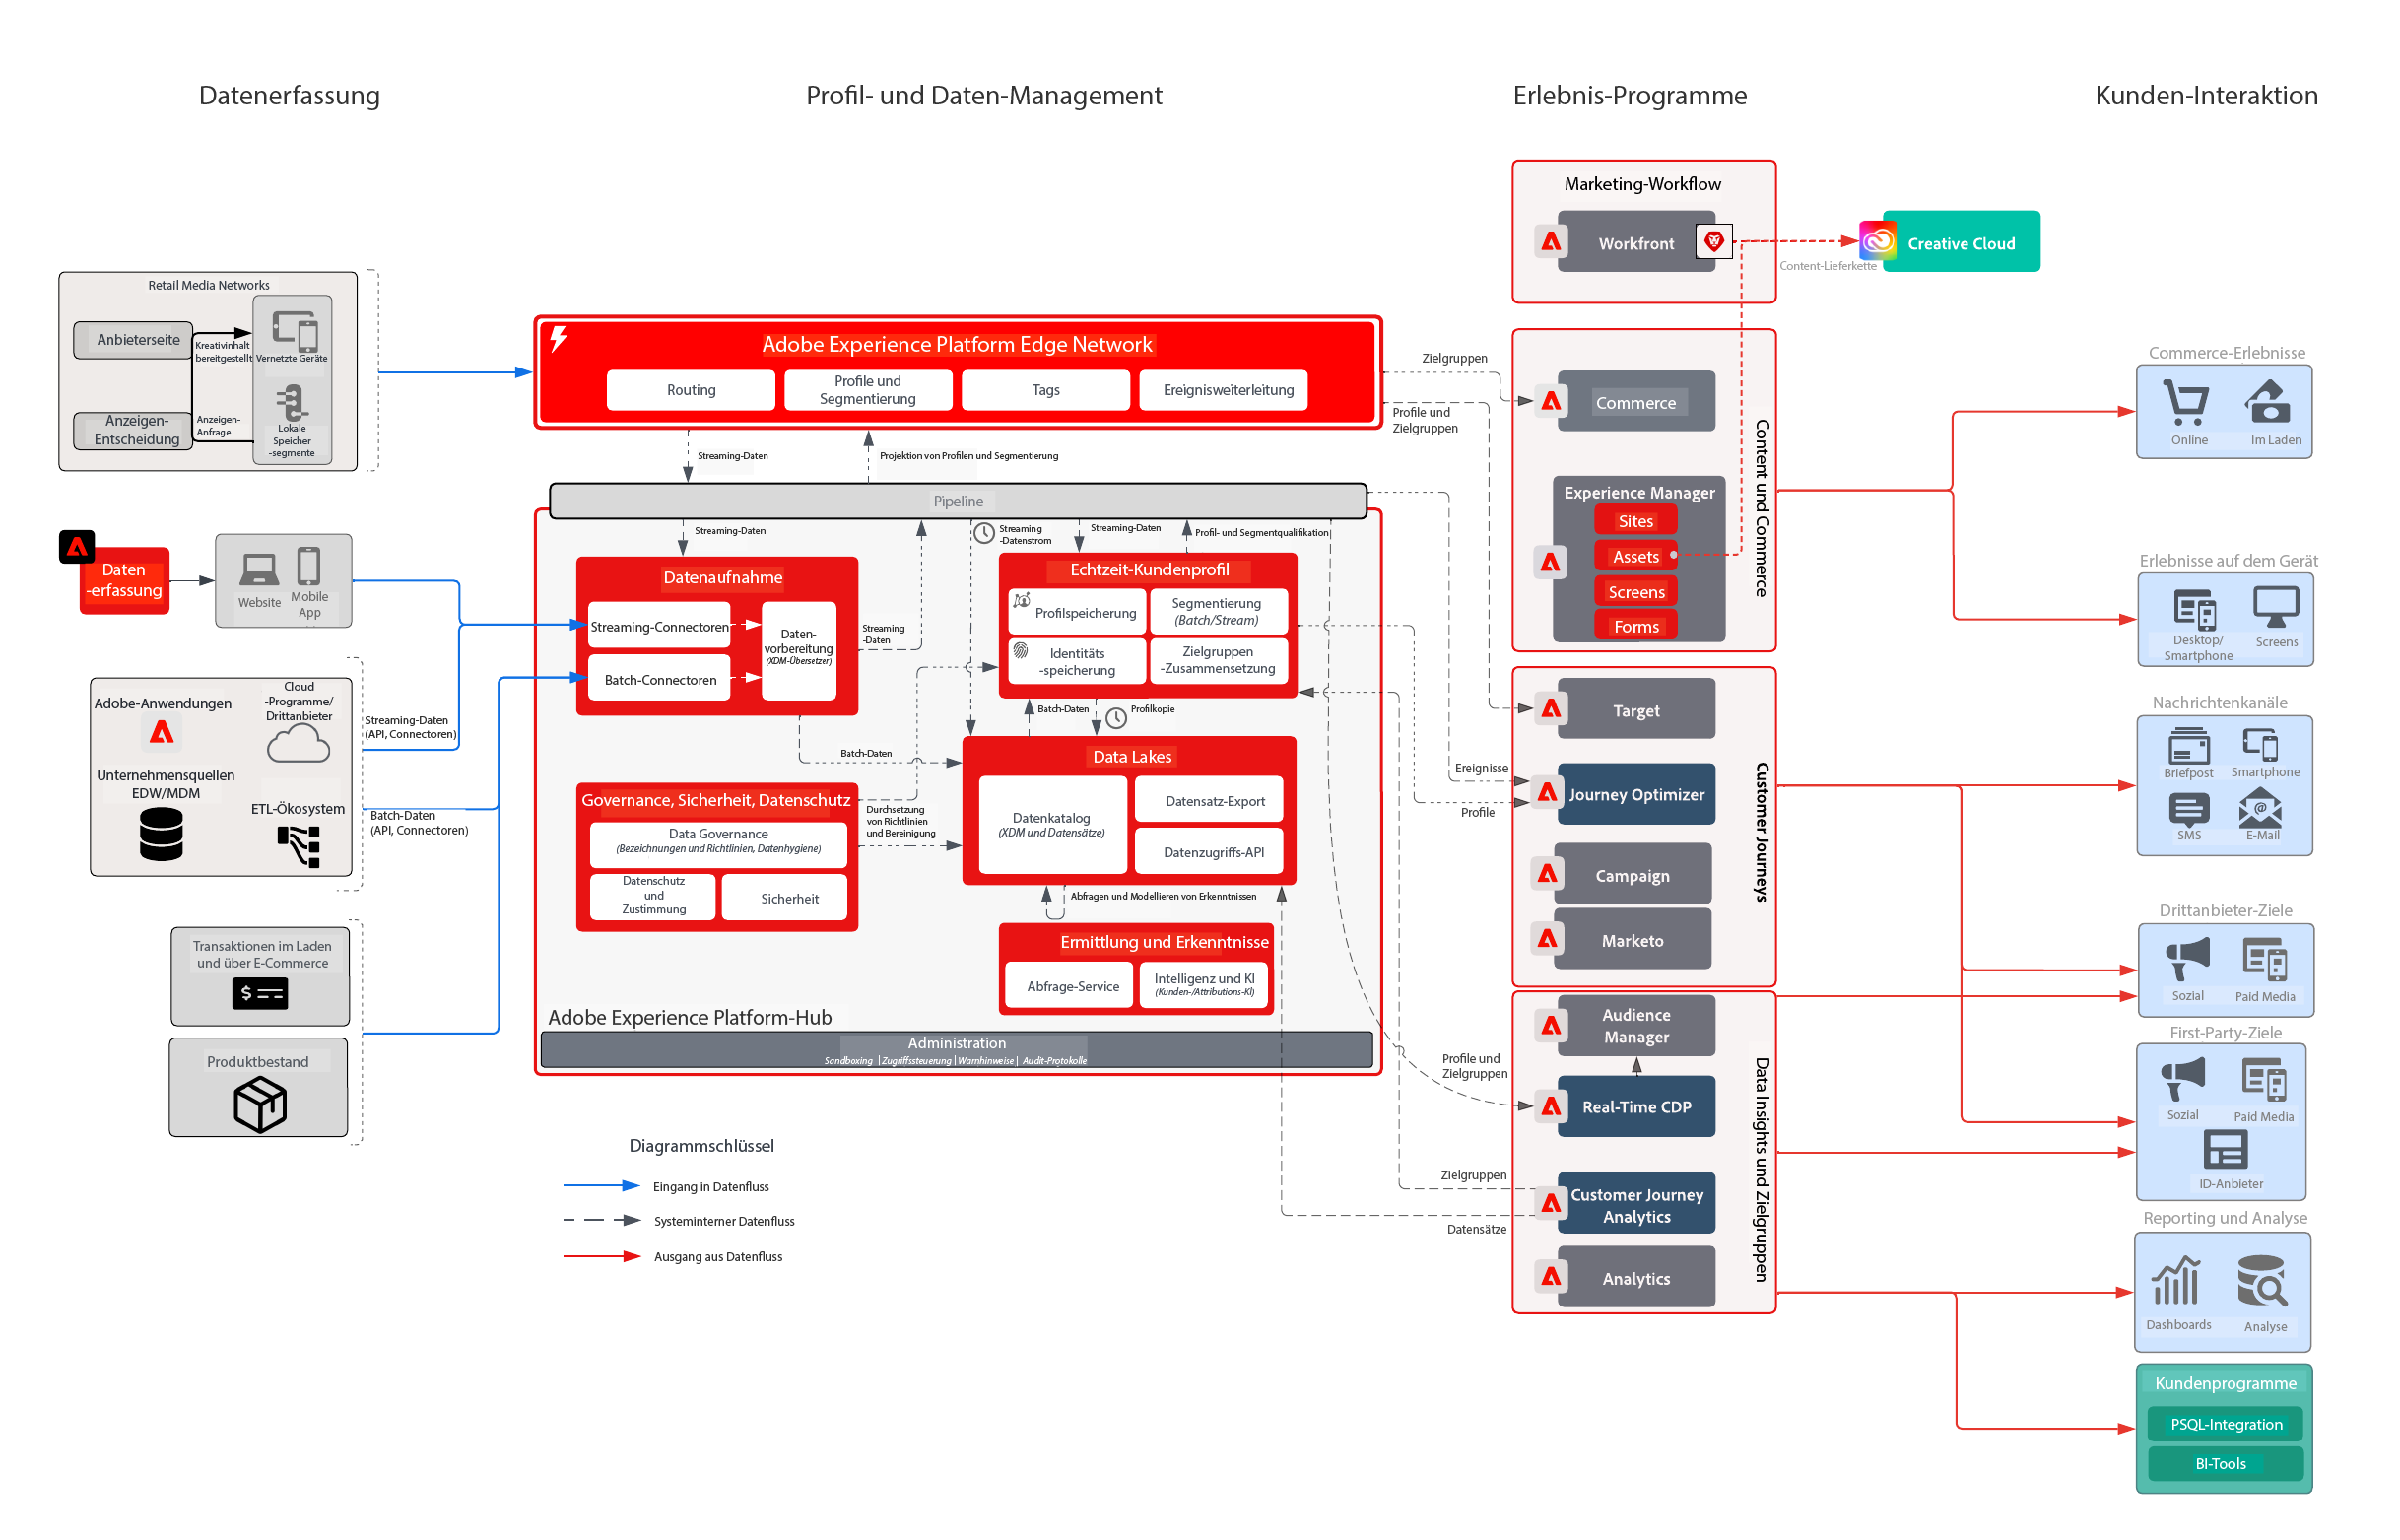 Datenerfassung
Profil- und Daten-Management
Erlebnis-Programme
Kunden-Interaktion
Retail Media Networks
Anbieterseite
Kreativinhalt
bereitgestellt
Vernetzte Geräte
Anzeigen-
Entscheidung
Anzeigen-
Anfrage
Lokale
Speicher
-segmente
Daten
-erfassung
Website
Mobile
App
Adobe-Anwendungen
Cloud
-Programme/
Drittanbieter
Unternehmensquellen
EDW/MDM
ETL-Ökosystem
Streaming-Daten
(API, Connectoren)
Batch-Daten
(API, Connectoren)
Transaktionen im Laden
und über E-Commerce
$
Produktbestand
Adobe Experience Platform Edge Network
Routing
Profile und
Segmentierung
Tags
Ereignisweiterleitung
Streaming-Daten
Projektion von Profilen und Segmentierung
Pipeline
Streaming-Daten
Streaming
-Datenstrom
Streaming-Daten
Profil- und Segmentqualifikation
Datenaufnahme
Streaming-Connectoren
Batch-Connectoren
Daten-
vorbereitung
(XDM-Übersetzer)
Streaming
-Daten
Echtzeit-Kundenprofil
Profilspeicherung
Segmentierung
(Batch/Stream)
Identitäts
-speicherung
Zielgruppen
-Zusammensetzung
Batch-Daten
Profilkopie
Batch-Daten
Data Lakes
Datenkatalog
(XDM und Datensätze)
Datensatz-Export
Datenzugriffs-API
Governance, Sicherheit, Datenschutz
Data Governance
(Bezeichnungen und Richtlinien, Datenhygiene)
Datenschutz
und
Zustimmung
Sicherheit
Durchsetzung
von Richtlinien
und Bereinigung
Abfragen und Modellieren von Erkenntnissen
Ermittlung und Erkenntnisse
Abfrage-Service
Intelligenz und KI
(Kunden-/Attributions-KI)
Adobe Experience Platform-Hub
Administration
Sandboxing | Zugriffssteuerung | Warnhinweise | Audit-Protokolle
Diagrammschlüssel
Eingang in Datenfluss
Systeminterner Datenfluss
Ausgang aus Datenfluss
Zielgruppen
Profile und
Zielgruppen
Ereignisse
Profile
Profile und
Zielgruppen
Zielgruppen
Datensätze
Marketing-Workflow
Workfront
Content-Lieferkette
Creative Cloud
Commerce
Experience Manager
Sites
Assets
Screens
Forms
Content und Commerce
Target
Journey Optimizer
Campaign
Marketo
Customer Journeys
Audience
Manager
Real-Time CDP
Customer Journey
Analytics
Analytics
Data Insights und Zielgruppen
Commerce-Erlebnisse
Online
Im Laden
Erlebnisse auf dem Gerät
Desktop/
Smartphone
Screens
Nachrichtenkanäle
Briefpost
Smartphone
SMS
@
E-Mail
Drittanbieter-Ziele
Sozial
Paid Media
First-Party-Ziele
Sozial
Paid Media
ID-Anbieter
Reporting und Analyse
Dashboards
Analyse
Kundenprogramme
PSQL-Integration
BI-Tools